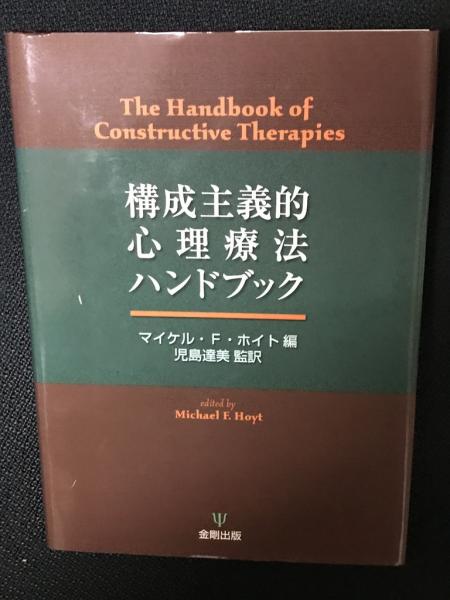 The Handbook of
Constructive Therapies
構成主義的
心理療法
ハンドブック
マイケル・F・ホイト 編
児島達美 監訳
edited by
Michael F. Hoyt
金剛出版